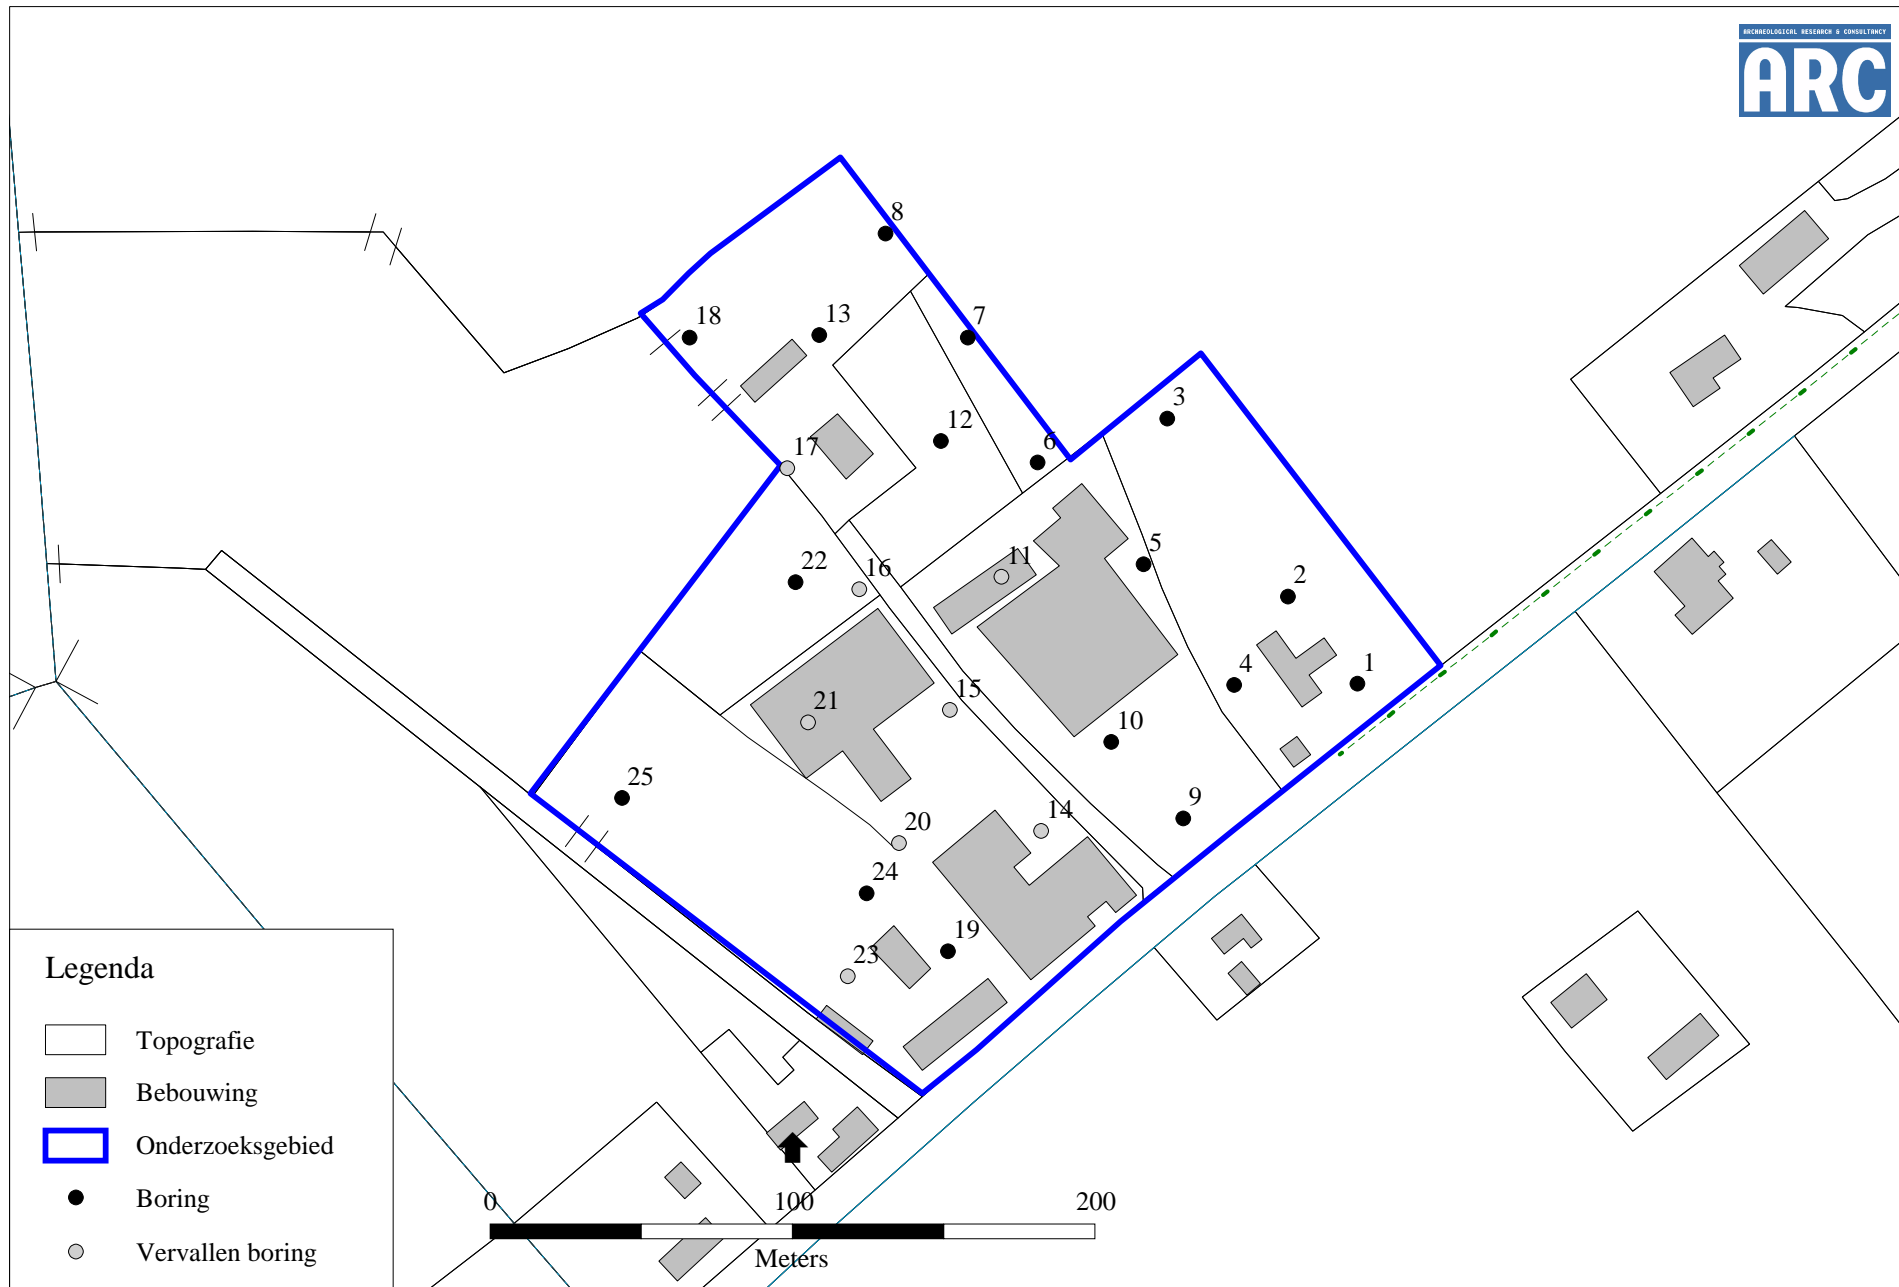 ARCHAEOLOGICAL RESEARCH & CONSULTANCY
ARC
8
18
13
7
3
12
6
17
11
5
22
16
2
4
1
21
15
10
25
20
14
9
24
19
23
Legenda
Topografie
Bebouwing
Onderzoeksgebied
Boring
Vervallen boring
0 100 200
Meters